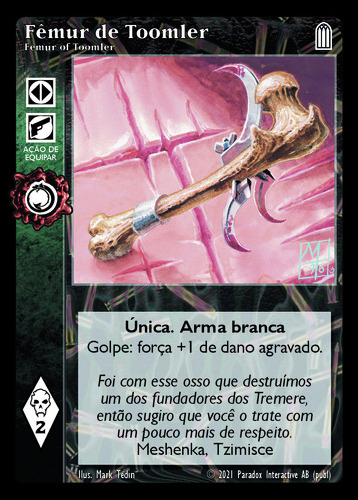 Fêmur de Toomler
Femur of Toomler
AÇÃO DE
EQUIPAR
Única. Arma branca
Golpe: força +1 de dano agravado.
Foi com esse osso que destruímos
um dos fundadores dos Tremere,
então sugiro que você o trate com
um pouco mais de respeito.
Meshenka, Tzimisce
2
Ilus. Mark Tedin
© 2021 Paradox Interactive AB (publ)